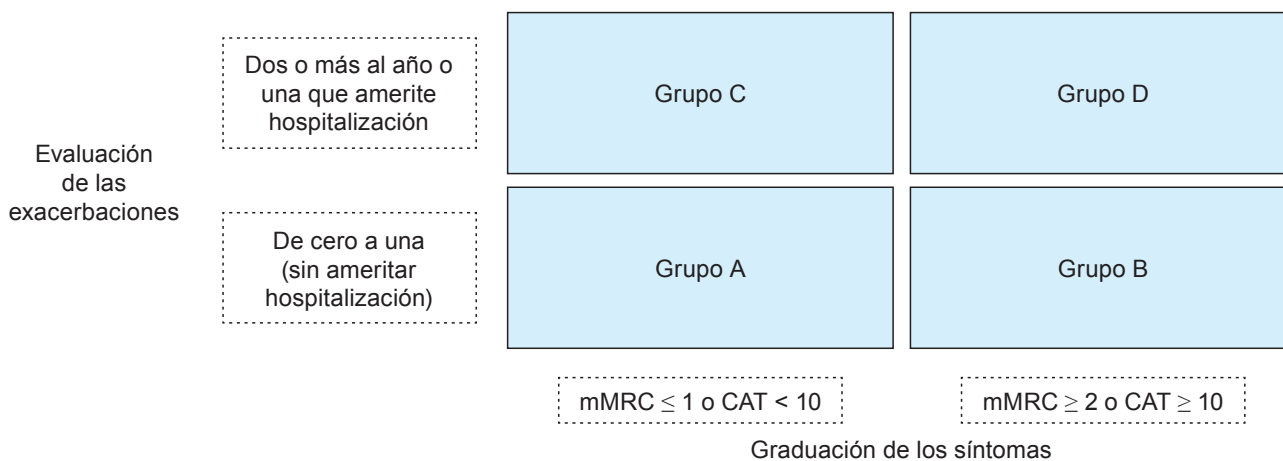 Evaluación
de las
exacerbaciones
Dos o más al año o
una que amerite
hospitalización
Grupo C
Grupo D
De cero a una
(sin ameritar
hospitalización)
Grupo A
Grupo B
mMRC ≤ 1 o CAT < 10
mMRC ≥ 2 o CAT ≥ 10
Graduación de los síntomas